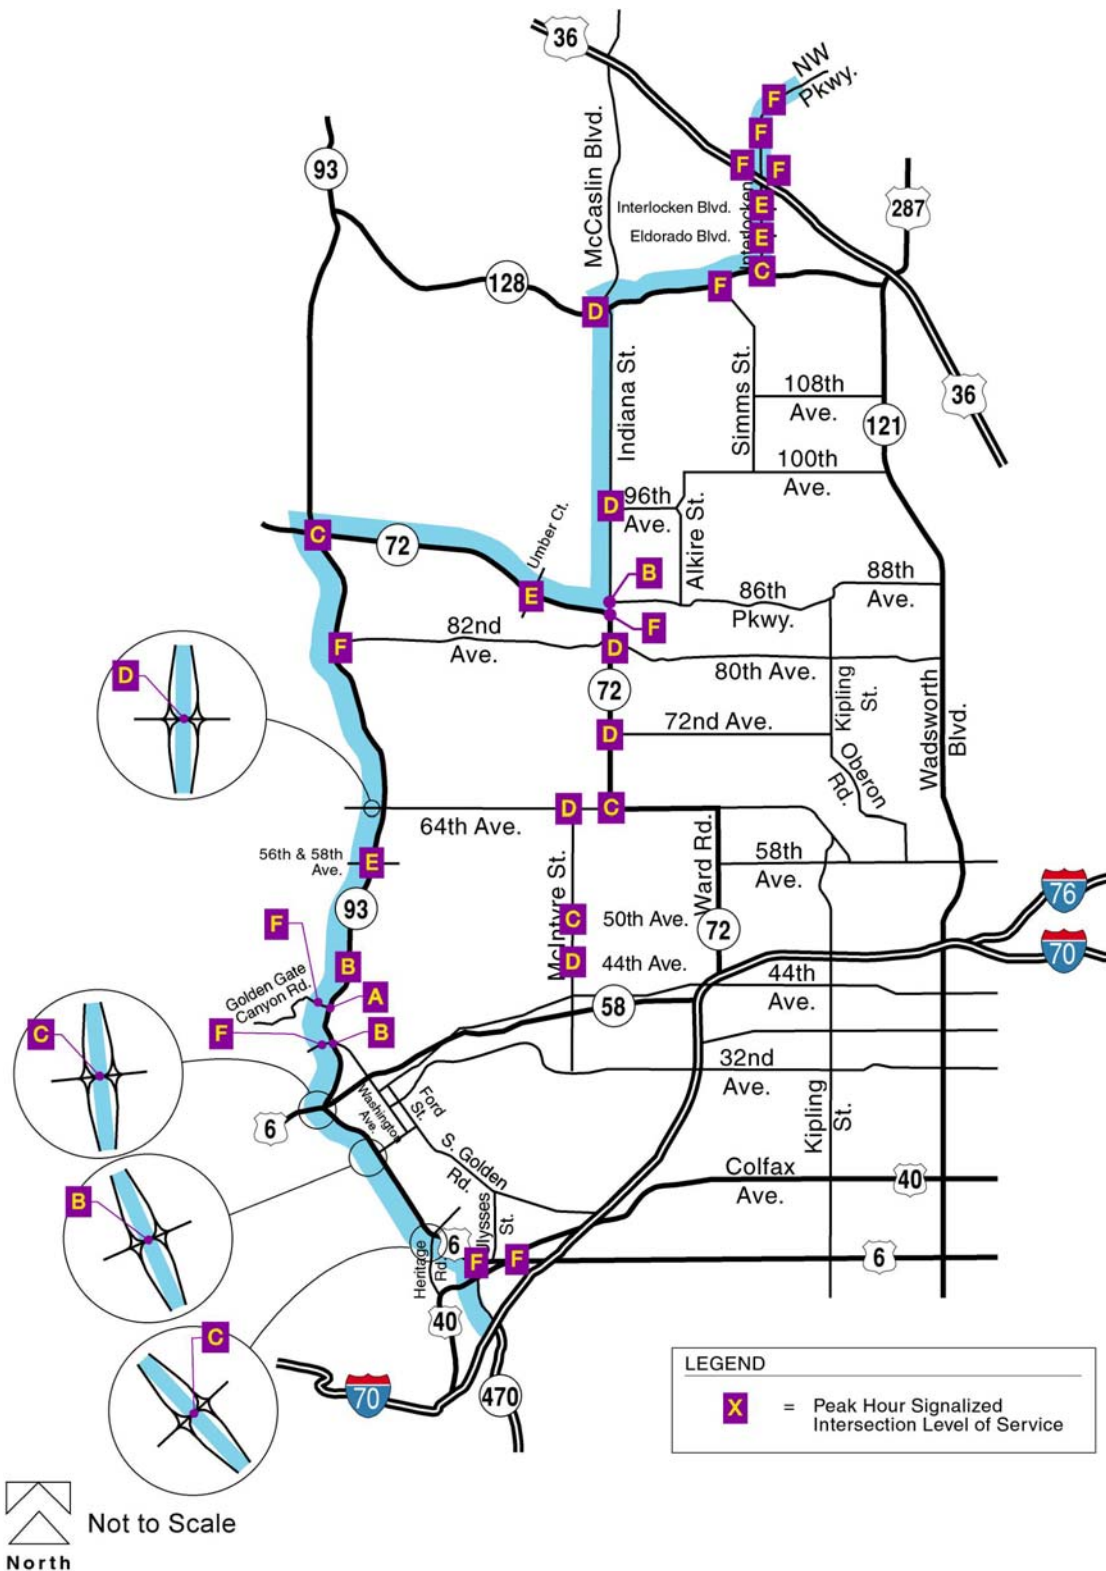 36
NW
Pkwy.
F
F
F
F
93
McCaslin Blvd.
287
Interlocken Blvd.
E
Interlocken
Eldorado Blvd.
E
C
128
F
D
Indiana St.
Simms St.
108th
Ave.
36
121
100th
Ave.
D
96th
Ave.
Alkire St.
C
72
Umber Ct.
E
B
86th
Pkwy.
88th
Ave.
F
82nd
Ave.
F
D
80th Ave.
D
72
Kipling
St.
Wadsworth
Blvd.
D
72nd Ave.
Oberon
Rd.
64th Ave.
D
C
56th & 58th
Ave.
E
McIntyre St.
Ward Rd.
58th
Ave.
76
93
F
C
50th Ave.
72
70
B
D
44th Ave.
44th
Ave.
Golden Gate
Canyon Rd.
A
58
F
B
C
32nd
Ave.
Ford
St.
Washington
Ave.
6
Kipling
St.
S. Golden
Rd.
Colfax
Ave.
40
B
Ulysses
St.
6
F
F
6
Heritage
Rd.
40
C
70
470
LEGEND
X = Peak Hour Signalized
Intersection Level of Service
Not to Scale
North